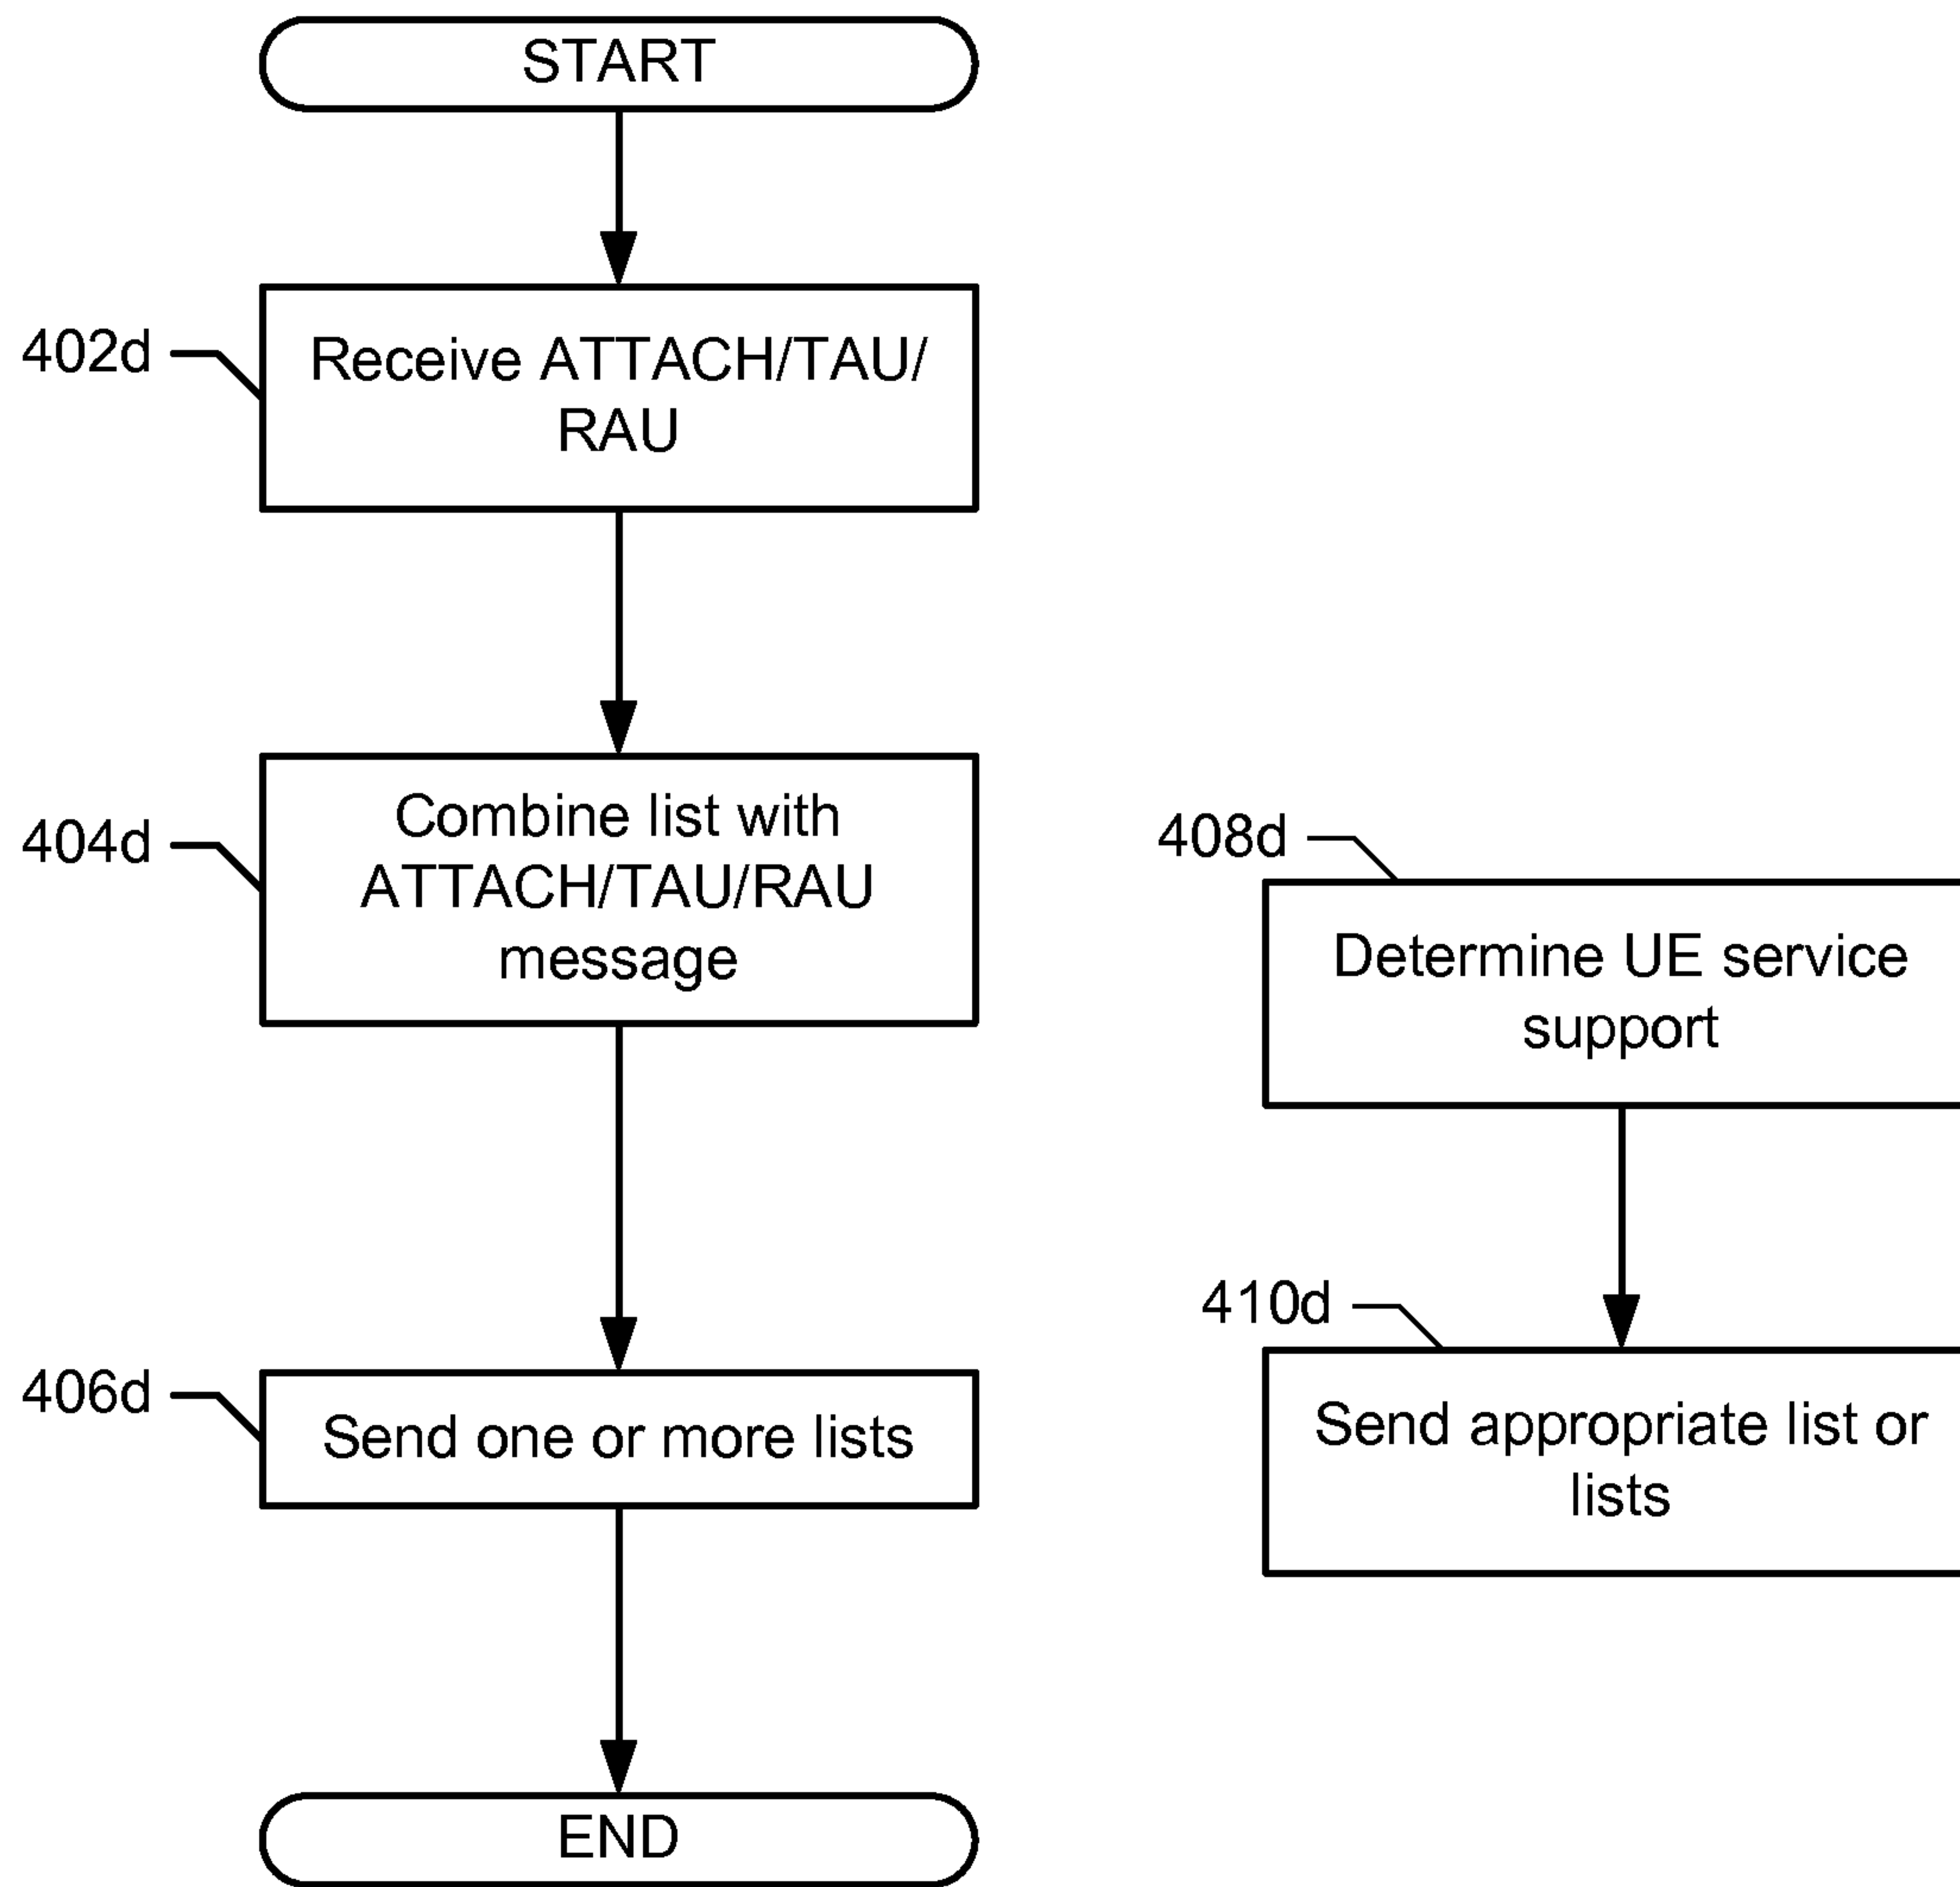 START
402d
Receive ATTACH/TAU/
RAU
404d
Combine list with
ATTACH/TAU/RAU
message
406d
Send one or more lists
END
408d
Determine UE service
support
410d
Send appropriate list or
lists